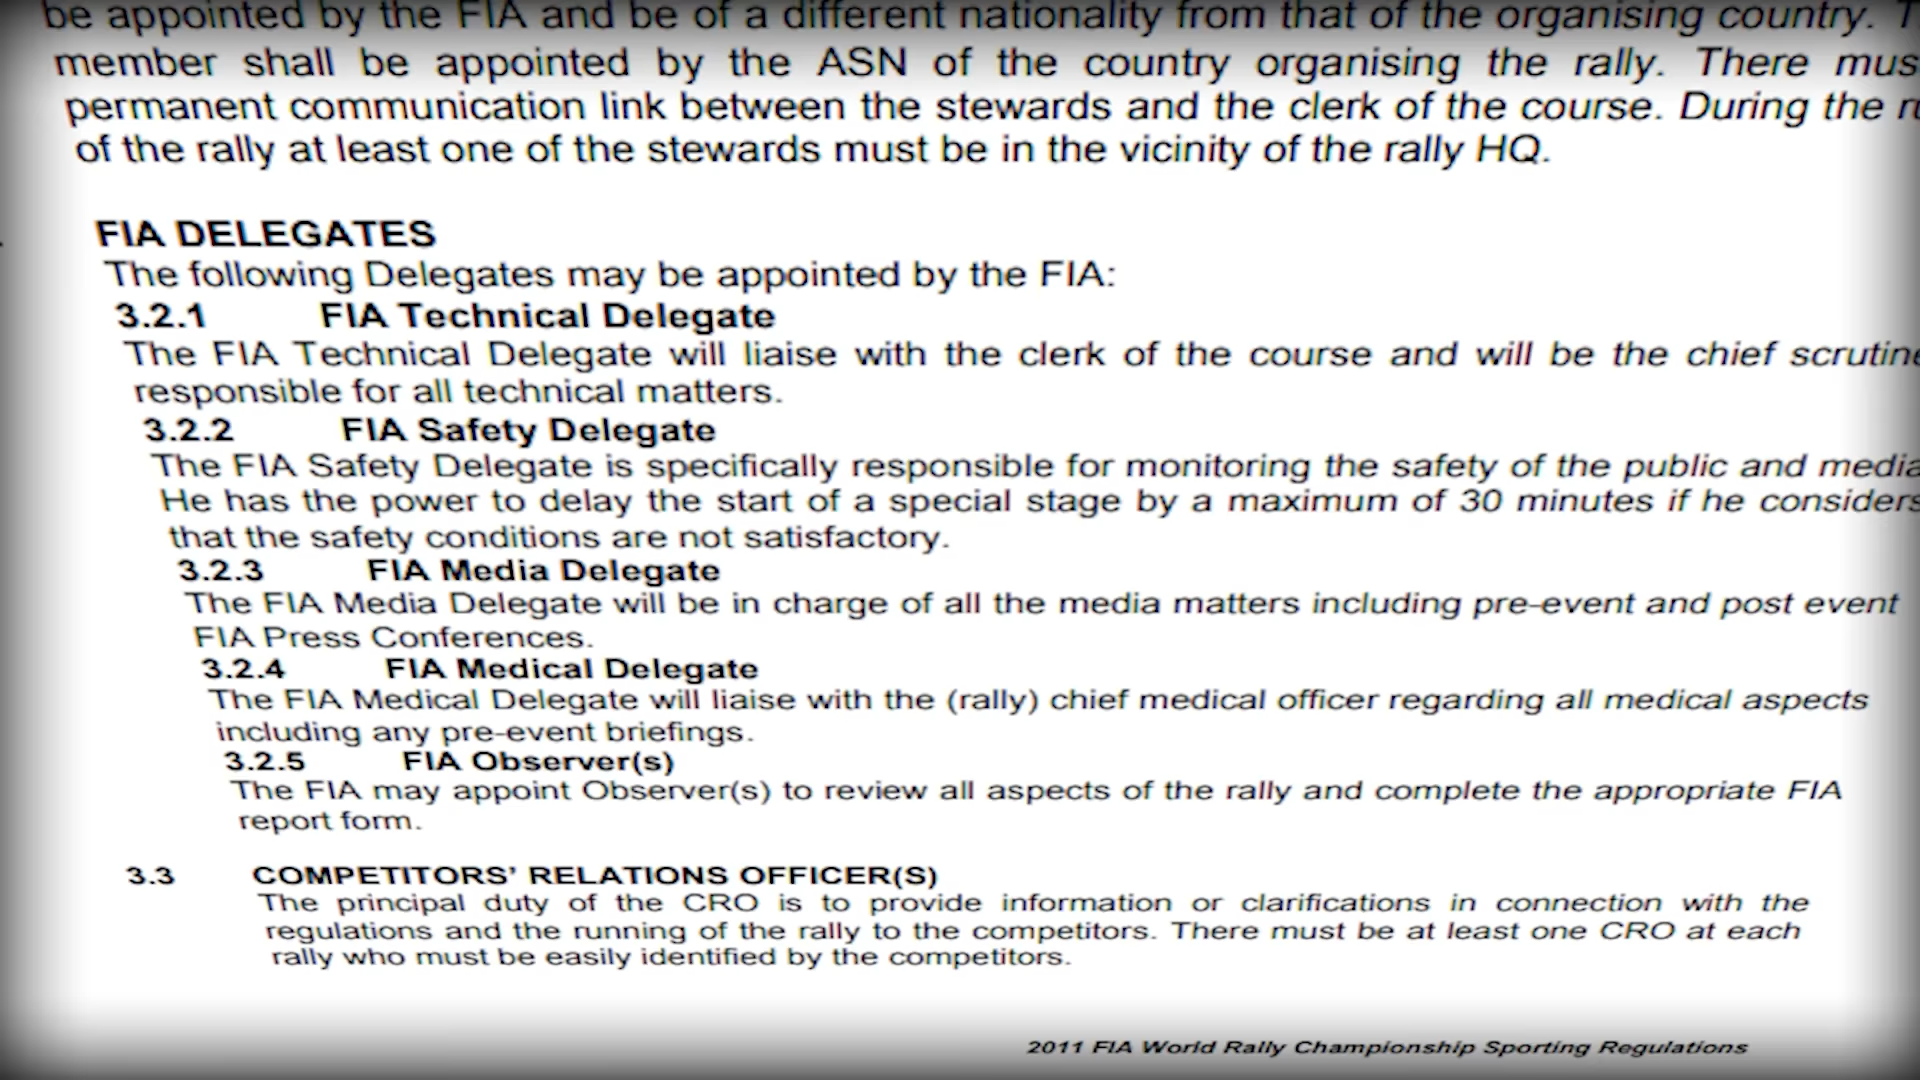 be appointed by the FIA and be of a different nationality from that of the organising country.
member shall be appointed by the ASN of the country organising the rally. There
permanent communication link between the stewards and the clerk of the course. During the
of the rally at least one of the stewards must be in the vicinity of the rally HQ.
FIA DELEGATES
The following Delegates may be appointed by the FIA:
3.2.1 FIA Technical Delegate
The FIA Technical Delegate will liaise with the clerk of the course and will be the chief
responsible for all technical matters.
3.2.2 FIA Safety Delegate
The FIA Safety Delegate is specifically responsible for monitoring the safety of the public and media
He has the power to delay the start of a special stage by a maximum of 30 minutes if he considers
that the safety conditions are not satisfactory.
3.2.3 FIA Media Delegate
The FIA Media Delegate will be in charge of all the media matters including pre-event and post event
FIA Press Conferences.
3.2.4 FIA Medical Delegate
The FIA Medical Delegate will liaise with the (rally) chief medical officer regarding all medical aspects
including any pre-event briefings.
3.2.5 FIA Observer(s)
The FIA may appoint Observer(s) to review all aspects of the rally and complete the appropriate FIA
report form.
3.3 COMPETITORS' RELATIONS OFFICER(S)
The principal duty of the CRO is to provide information or clarifications in connection with the
regulations and the running of the rally to the competitors. There must be at least one CRO at each
rally who must be easily identified by the competitors.
2011 FIA World Rally Championship Sporting Regulations